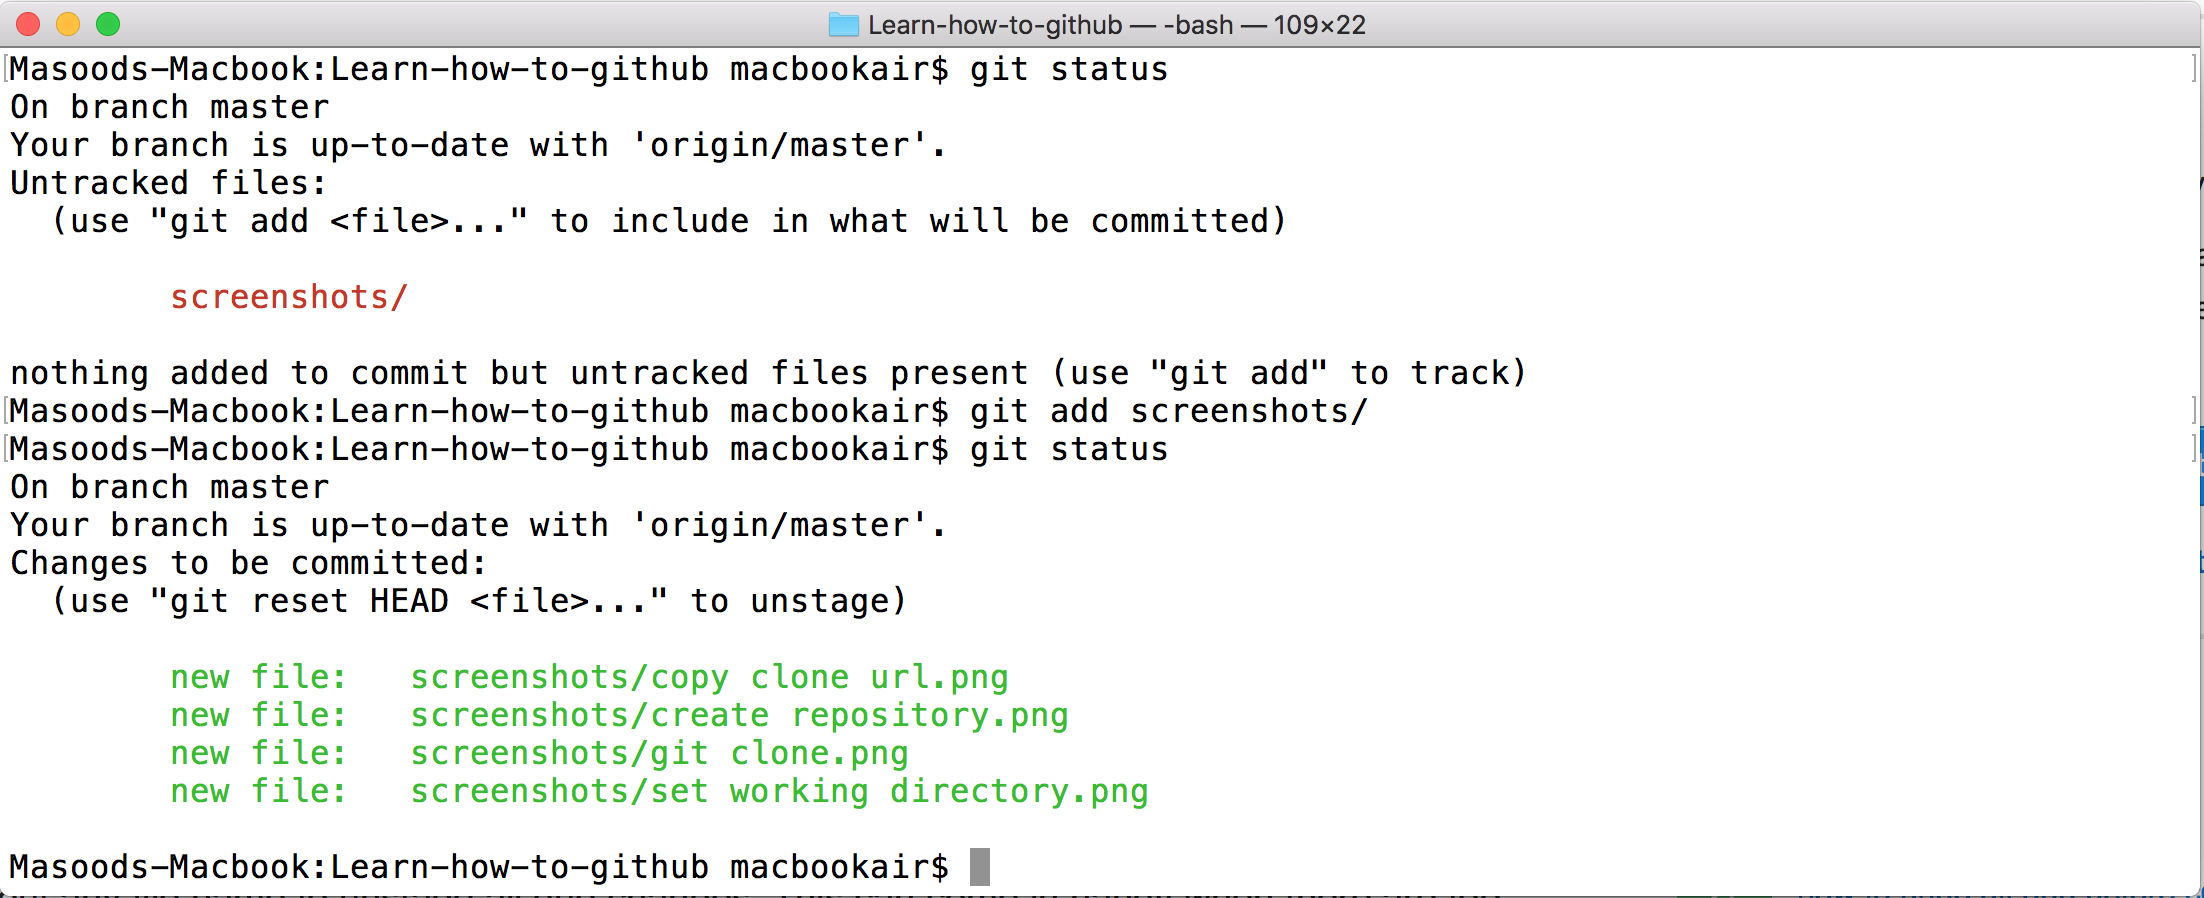 Learn-how-to-github — -bash — 109×22
Masoods-Macbook:Learn-how-to-github macbookair$ git status
On branch master
Your branch is up-to-date with 'origin/master'.
Untracked files:
  (use "git add <file>..." to include in what will be committed)
        screenshots/
nothing added to commit but untracked files present (use "git add" to track)
Masoods-Macbook:Learn-how-to-github macbookair$ git add screenshots/
Masoods-Macbook:Learn-how-to-github macbookair$ git status
On branch master
Your branch is up-to-date with 'origin/master'.
Changes to be committed:
  (use "git reset HEAD <file>..." to unstage)
        new file:   screenshots/copy clone url.png
        new file:   screenshots/create repository.png
        new file:   screenshots/git clone.png
        new file:   screenshots/set working directory.png
Masoods-Macbook:Learn-how-to-github macbookair$